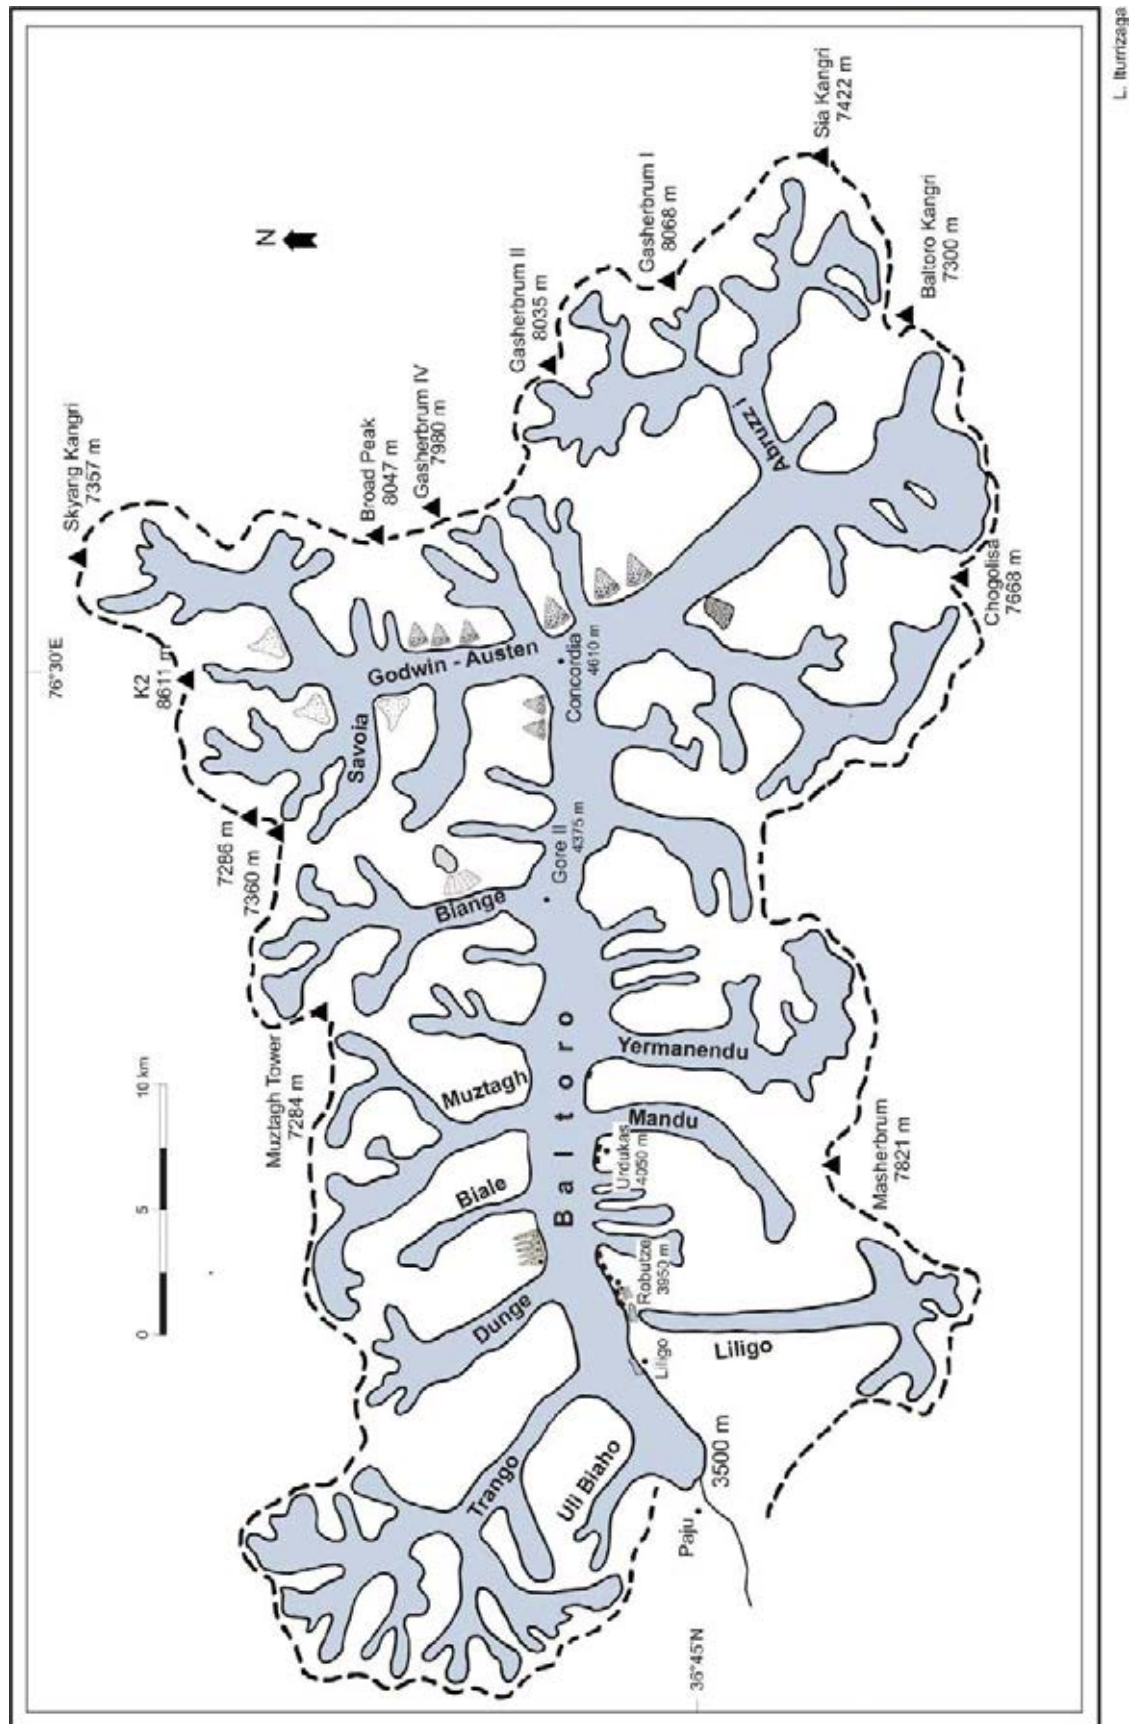 L. Iturrizaga
76°30'E
N
Skyang Kangri
7357 m
K2
8611 m
Broad Peak
8047 m
Gasherbrum IV
7980 m
Gasherbrum II
8035 m
Gasherbrum I
8068 m
Sia Kangri
7422 m
Baltoro Kangri
7300 m
Chogolisa
7668 m
7286 m
7360 m
Muztagh Tower
7284 m
Masherbrum
7821 m
0
5
10 km
Godwin - Austen
Savoia
Concordia
4610 m
Abruzzi
Gore II
4375 m
Biange
Muztagh
Biale
Dunge
Trango
Uli Biaho
Baltoro
Yermanendu
Mandu
Urdukas
4050 m
Robutze
3950 m
Liligo
Liligo
3500 m
Paju
36°45'N